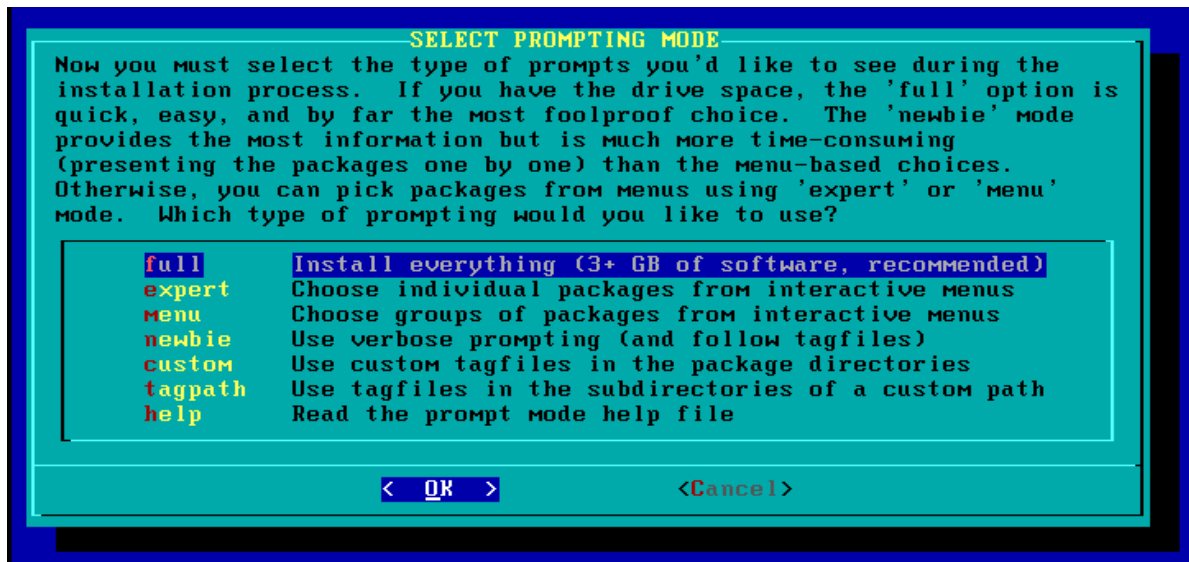 SELECT PROMPTING MODE
Now you must select the type of prompts you'd like to see during the
installation process.  If you have the drive space, the 'full' option is
quick, easy, and by far the most foolproof choice.  The 'newbie' mode
provides the most information but is much more time-consuming
(presenting the packages one by one) than the menu-based choices.
Otherwise, you can pick packages from menus using 'expert' or 'menu'
mode.  Which type of prompting would you like to use?
full Install everything (3+ GB of software, recommended)
expert Choose individual packages from interactive menus
menu Choose groups of packages from interactive menus
newbie Use verbose prompting (and follow tagfiles)
custom Use custom tagfiles in the package directories
tagpath Use tagfiles in the subdirectories of a custom path
help Read the prompt mode help file
<  OK  > <Cancel>